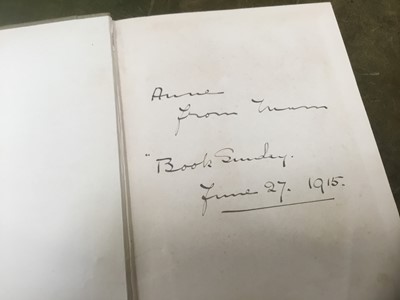 Anne
from Mum
"Book Sunday.
June 27. 1915.